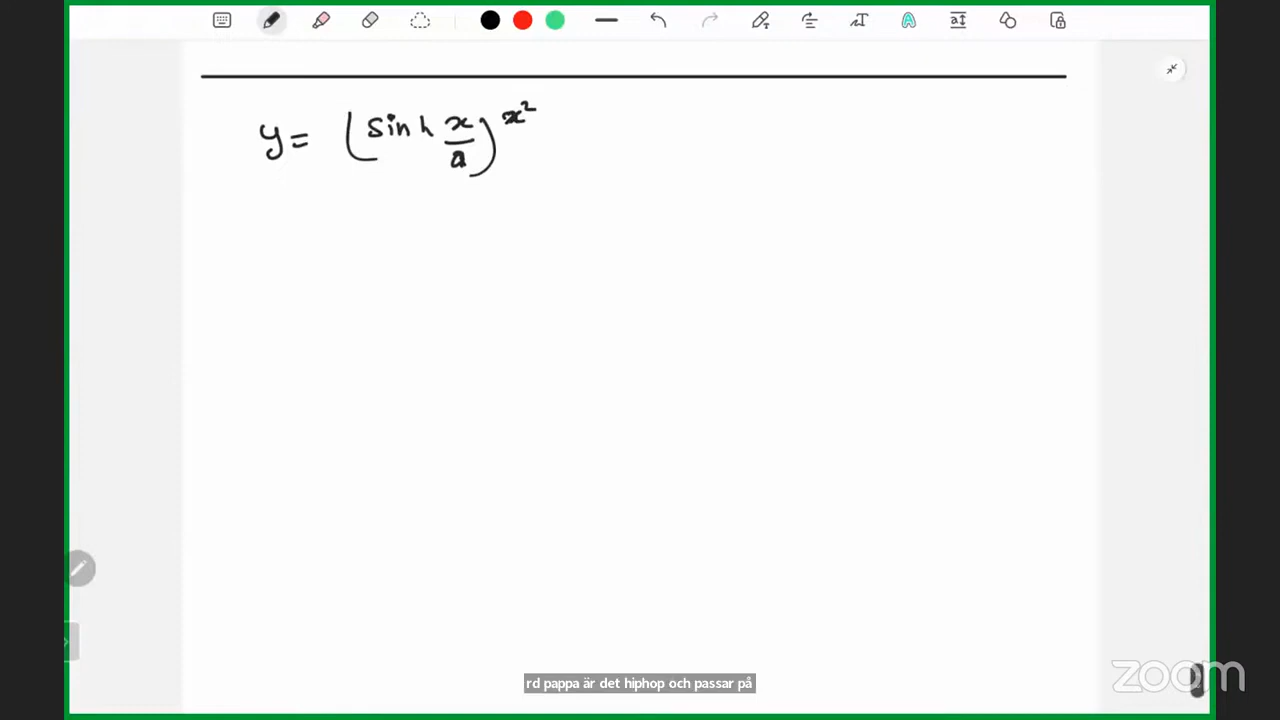 y = (sinh x/a)^x²
rd pappa är det hiphop och passar på
zoom